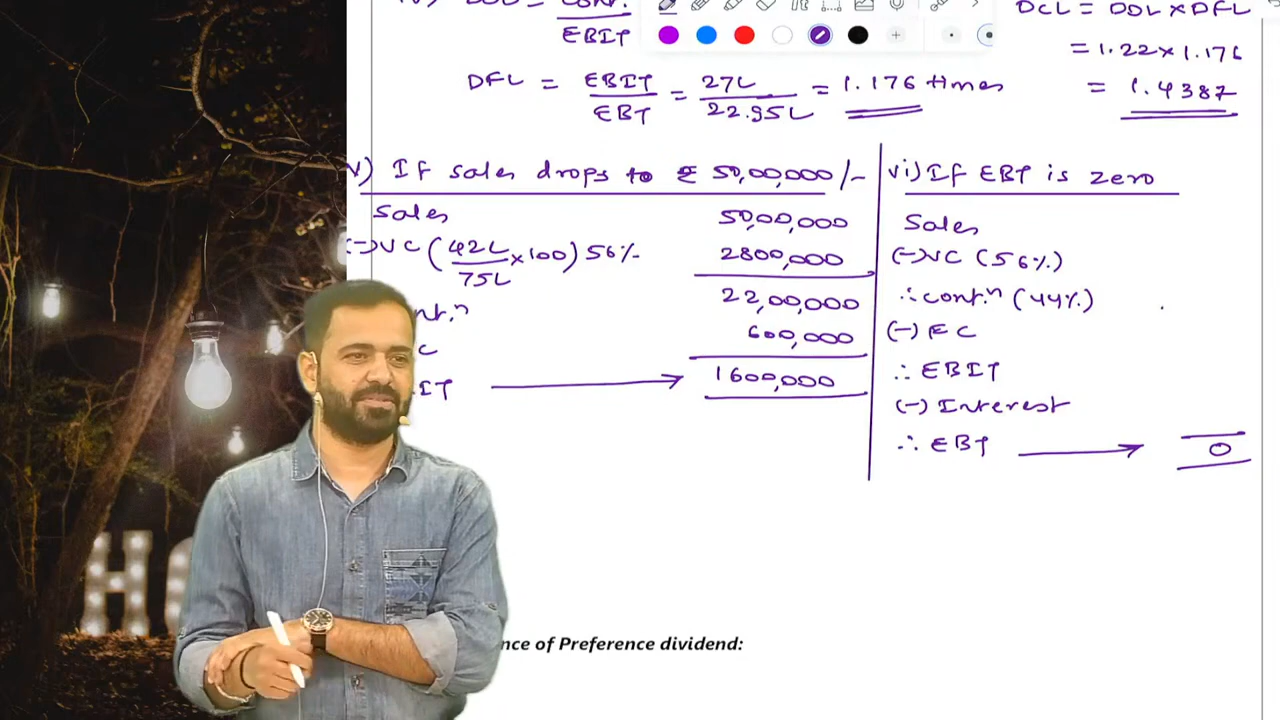 EBIT
DCL = DOL X DFL
= 1.22 x 1.176
= 1.4387
DFL = EBIT / EBT = 27L / 22.95L = 1.176 times
v) If sales drops to ₹ 50,00,000/-
Sales 50,00,000
(-) VC (42L / 75L x 100) 56% 2800,000
nt.n 22,00,000
C 600,000
IT → 1600,000
vi) If EBT is zero
Sales
(-) VC (56%)
∴ cont.n (44%)
(-) FC
∴ EBIT
(-) Interest
∴ EBT → 0
nce of Preference dividend: